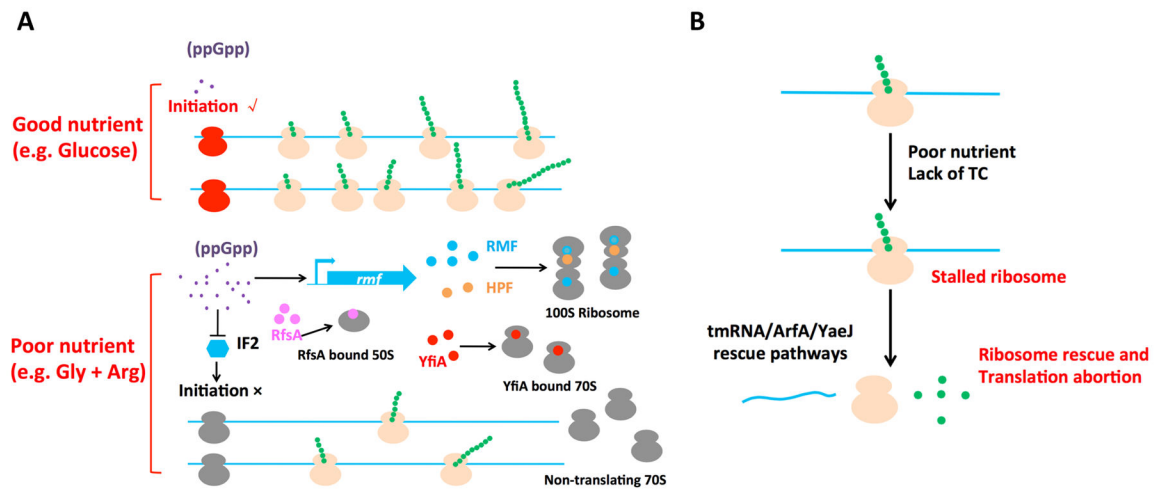 A
(ppGpp)
Initiation √
Good nutrient
(e.g. Glucose)
(ppGpp)
rmf
RMF
HPF
100S Ribosome
RfsA
RfsA bound 50S
IF2
YfiA
YfiA bound 70S
Poor nutrient
(e.g. Gly + Arg)
Initiation ×
Non-translating 70S
B
Poor nutrient
Lack of TC
Stalled ribosome
tmRNA/ArfA/YaeJ
rescue pathways
Ribosome rescue and
Translation abortion